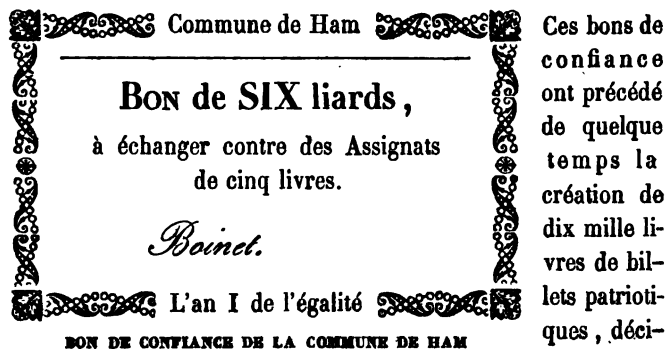 Commune de Ham
BON de SIX liards,
à échanger contre des Assignats
de cinq livres.
Boinet.
L'an I de l'égalité
BON DE CONFIANCE DE LA COMMUNE DE HAM
Ces bons de
confiance
ont précédé
de quelque
temps la
création de
dix mille li-
vres de bil-
lets patrioti-
ques, déci-